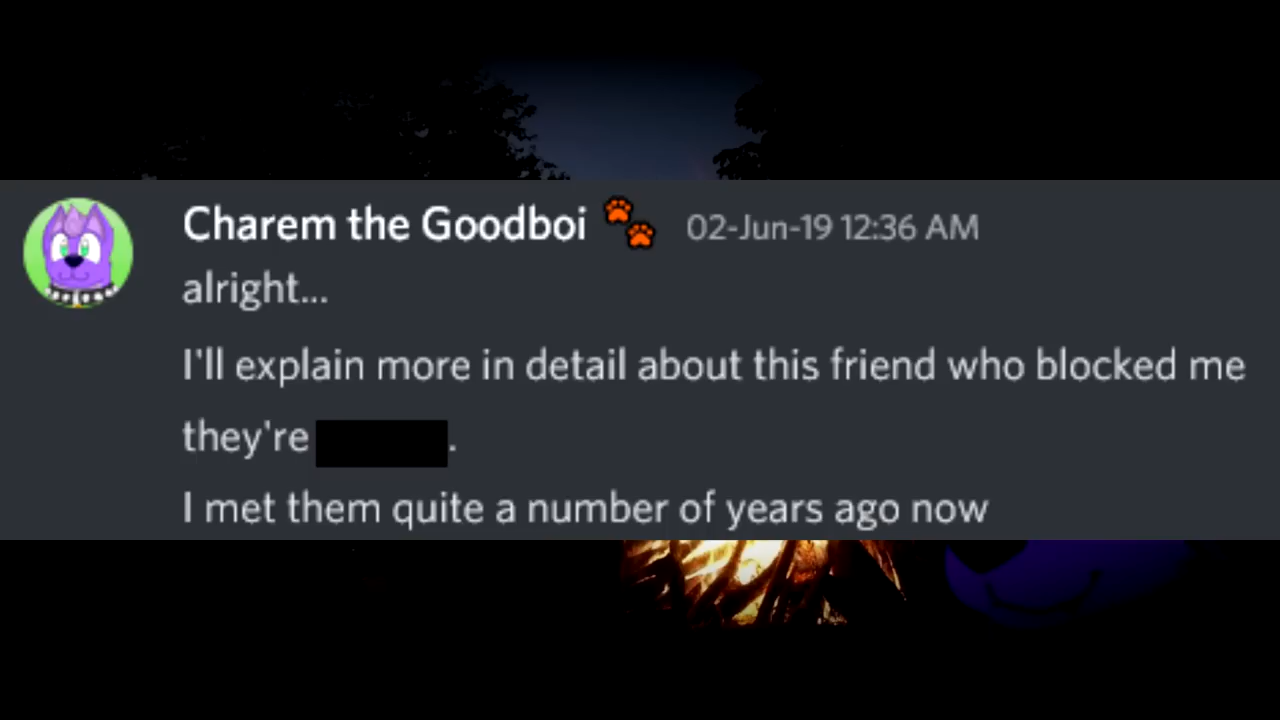 Charem the Goodboi 02-Jun-19 12:36 AM
alright...
I'll explain more in detail about this friend who blocked me
they're .
I met them quite a number of years ago now